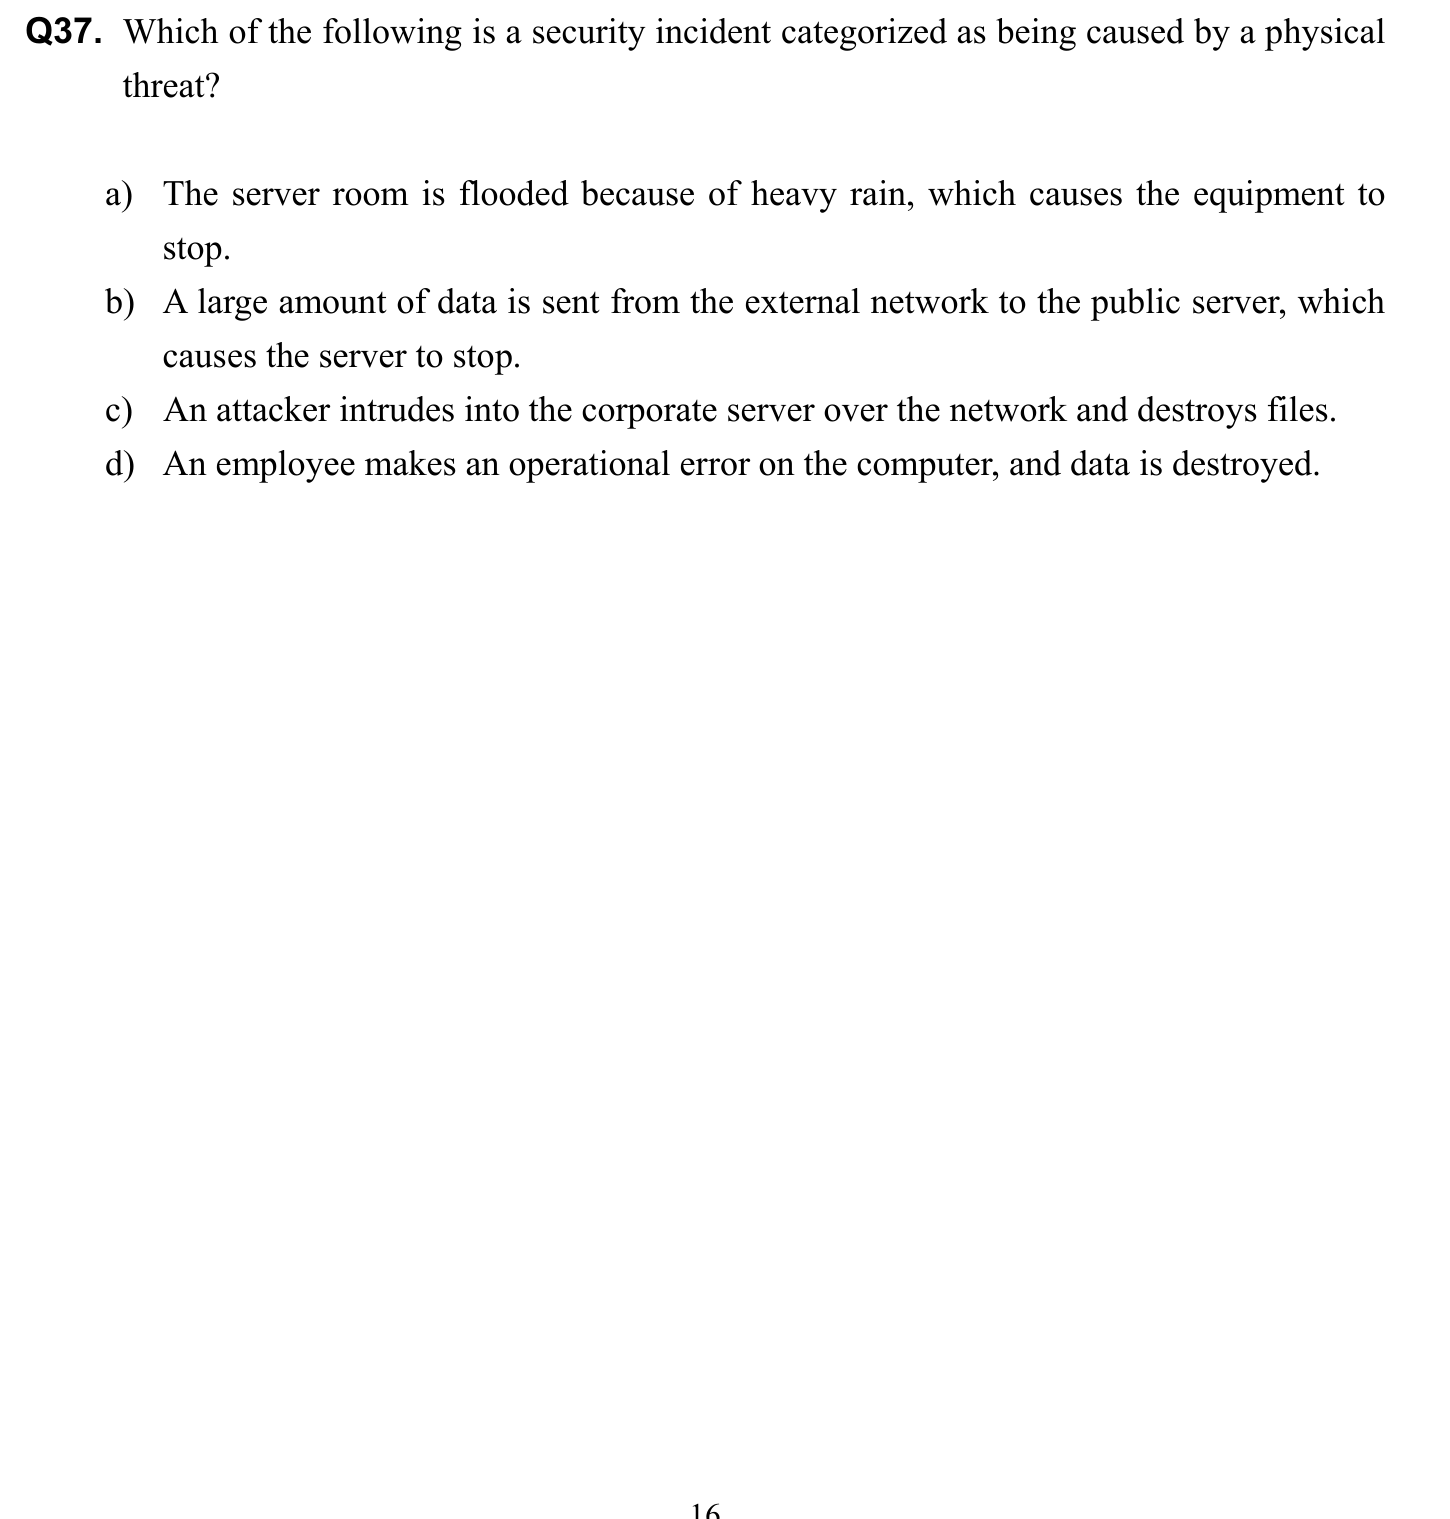 Q37. Which of the following is a security incident categorized as being caused by a physical
threat?
a) The server room is flooded because of heavy rain, which causes the equipment to
stop.
b) A large amount of data is sent from the external network to the public server, which
causes the server to stop.
c) An attacker intrudes into the corporate server over the network and destroys files.
d) An employee makes an operational error on the computer, and data is destroyed.
16